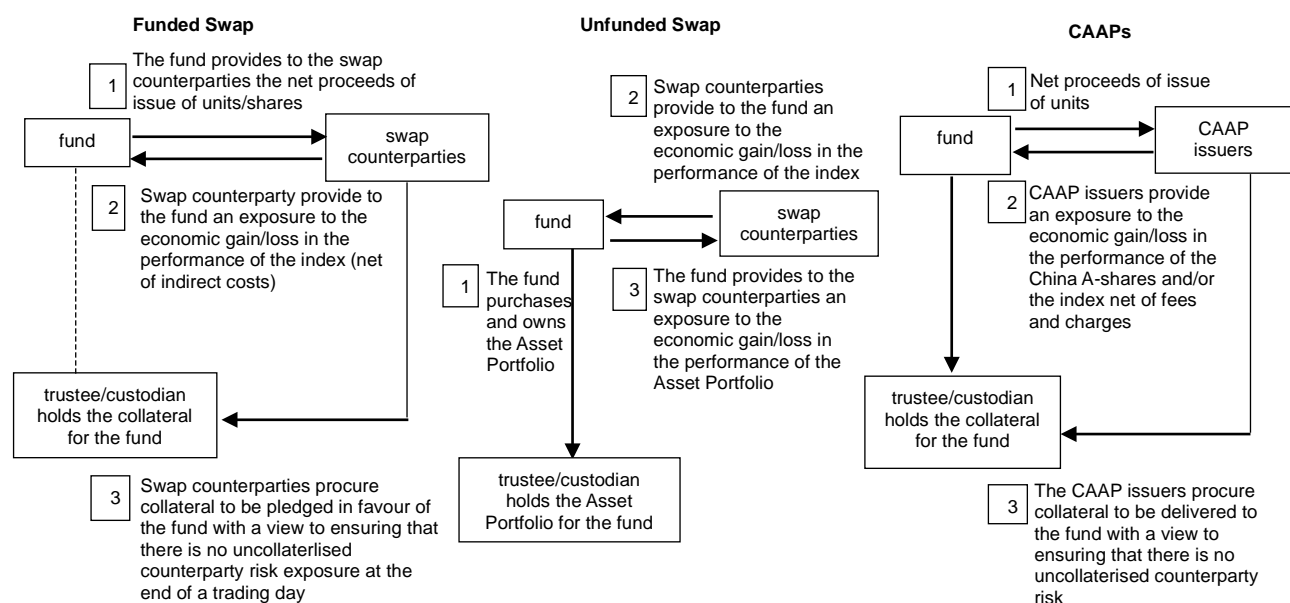 Funded Swap
1
The fund provides to the swap
counterparties the net proceeds of
issue of units/shares
fund
swap
counterparties
2
Swap counterparty provide to
the fund an exposure to the
economic gain/loss in the
performance of the index (net
of indirect costs)
trustee/custodian
holds the collateral
for the fund
3
Swap counterparties procure
collateral to be pledged in favour of
the fund with a view to ensuring that
there is no uncollaterlised
counterparty risk exposure at the
end of a trading day
Unfunded Swap
2
Swap counterparties
provide to the fund an
exposure to the
economic gain/loss in the
performance of the index
fund
swap
counterparties
1
The fund
purchases
and owns
the Asset
Portfolio
3
The fund provides to the
swap counterparties an
exposure to the
economic gain/loss in
the performance of the
Asset Portfolio
trustee/custodian
holds the Asset
Portfolio for the fund
CAAPs
1
Net proceeds of issue
of units
fund
CAAP
issuers
2
CAAP issuers provide
an exposure to the
economic gain/loss in
the performance of the
China A-shares and/or
the index net of fees
and charges
trustee/custodian
holds the collateral
for the fund
3
The CAAP issuers procure
collateral to be delivered to
the fund with a view to
ensuring that there is no
uncollaterised counterparty
risk